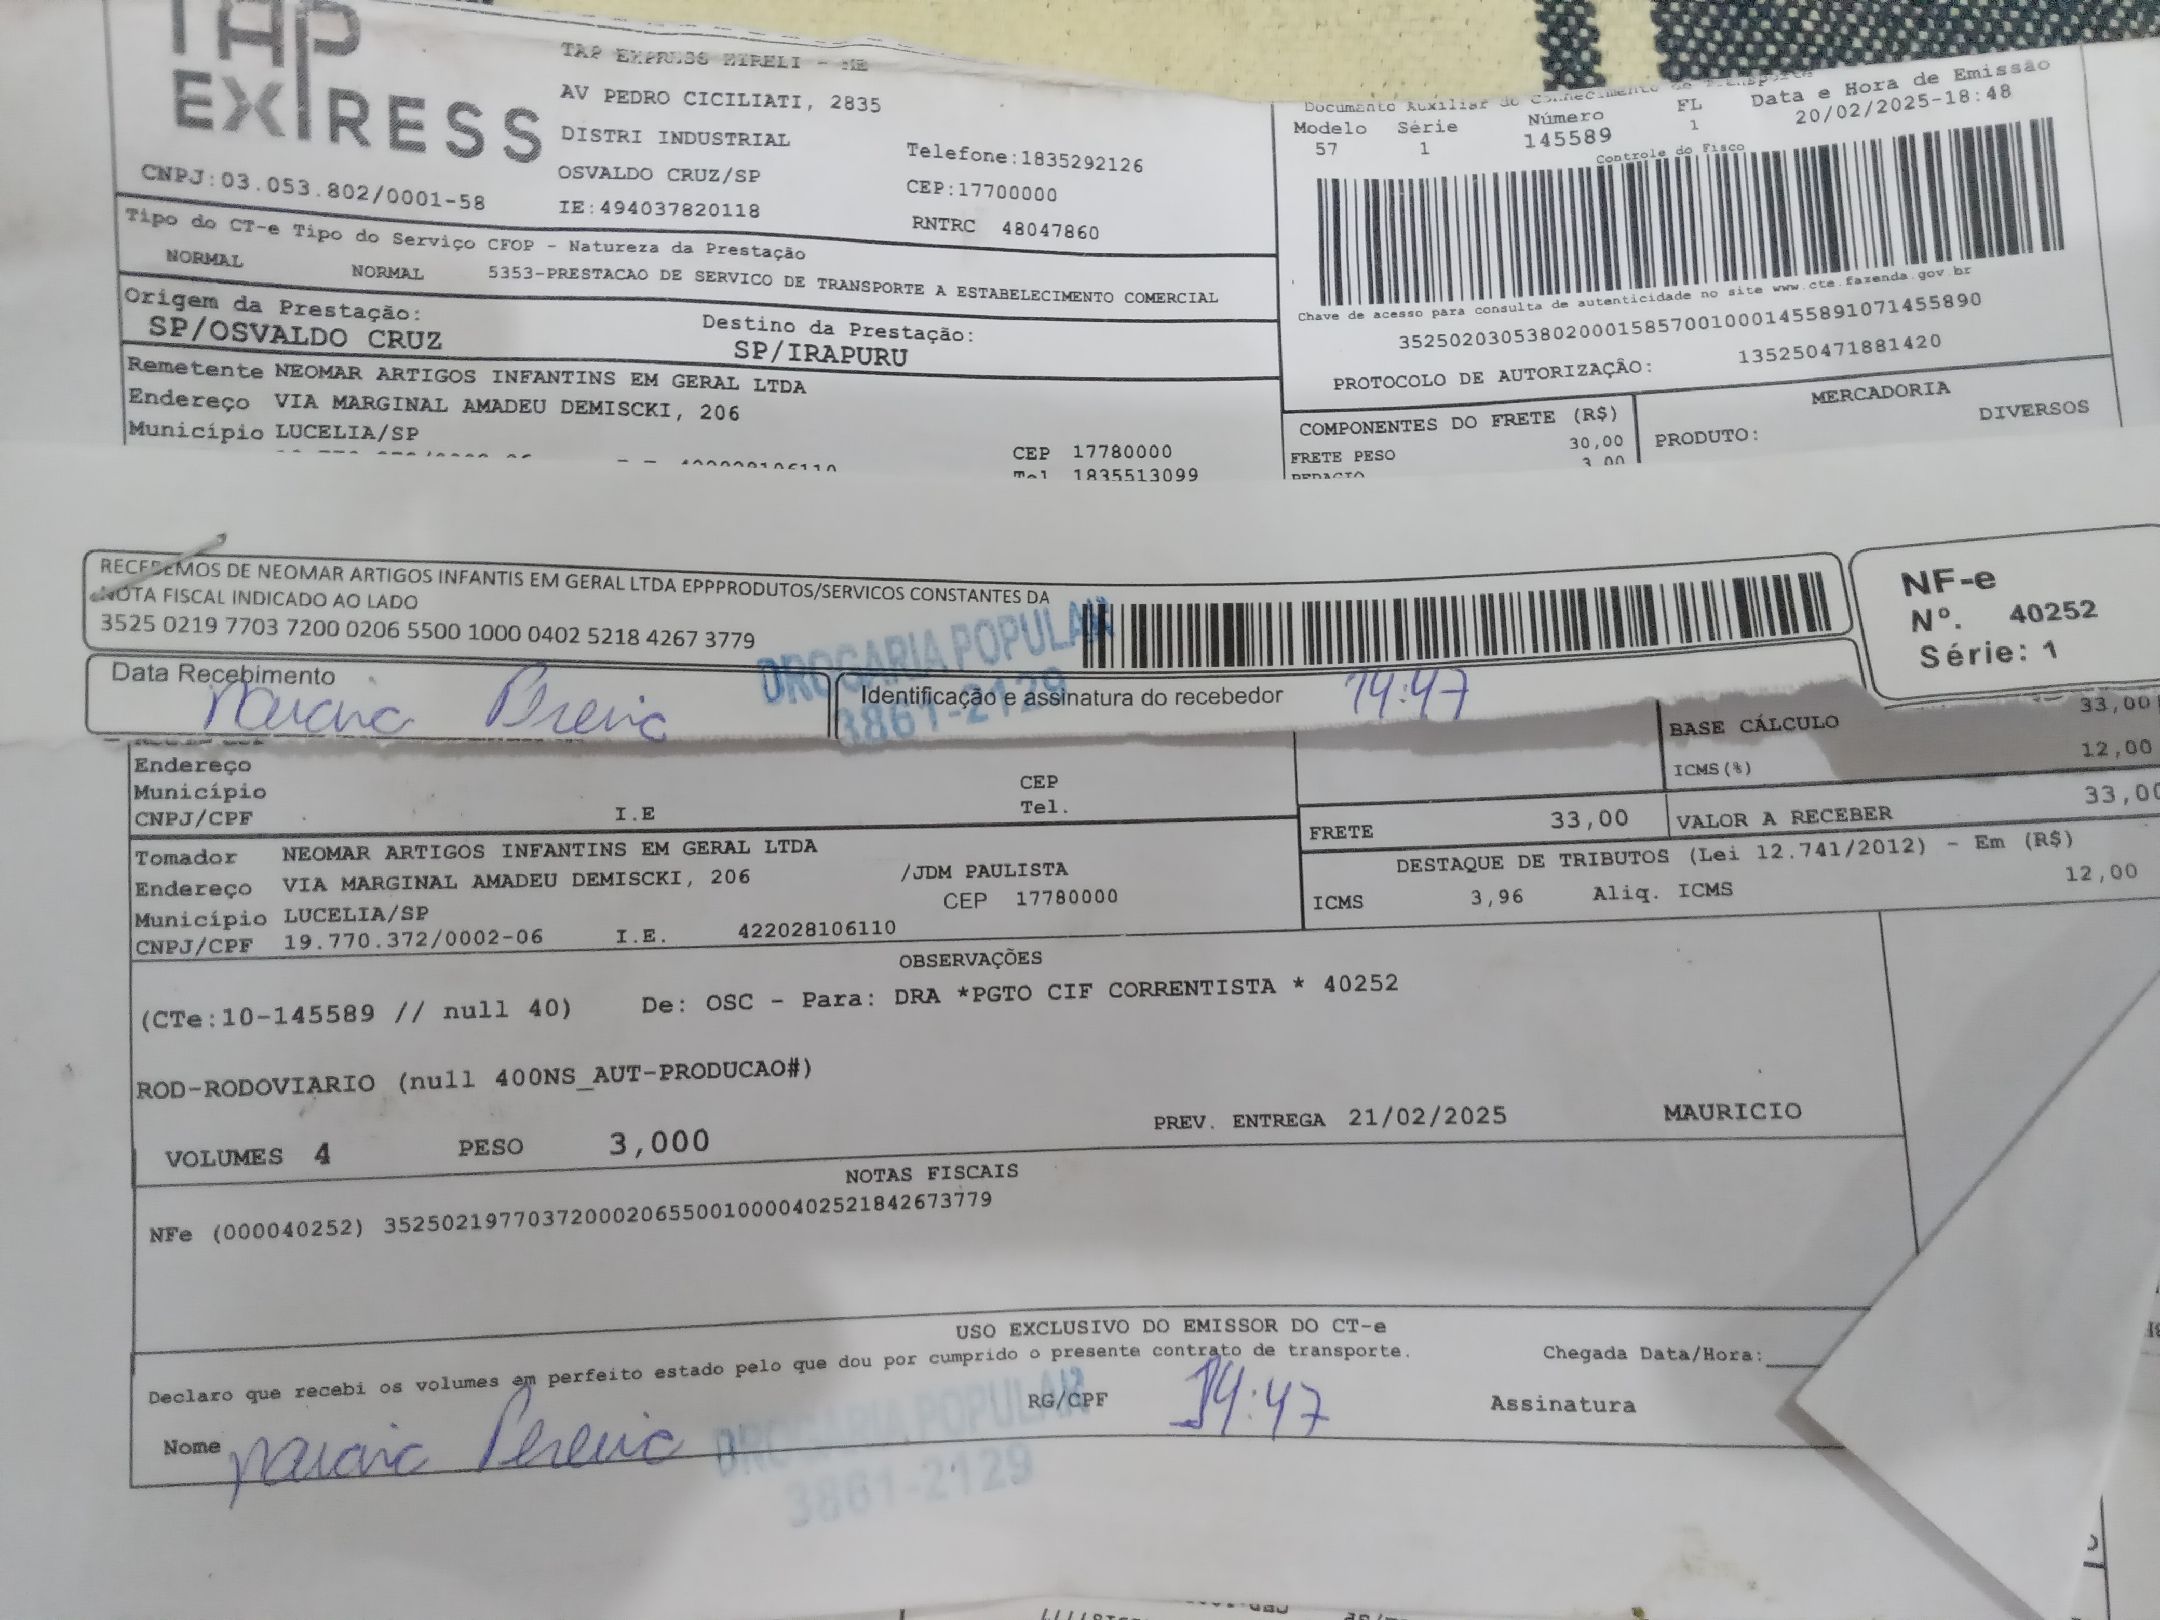 TAP
EXPRESS
TAP EXPRESS EIRELI - ME
AV PEDRO CICILIATI, 2835
DISTRI INDUSTRIAL
Telefone:1835292126
OSVALDO CRUZ/SP
CEP:17700000
CNPJ:03.053.802/0001-58
IE:494037820118
RNTRC 48047860
Documento Auxiliar do Conhecimento de Transporte
Modelo Série Número FL Data e Hora de Emissão
57 1 145589 1 20/02/2025-18:48
Controle do Fisco
Chave de acesso para consulta de autenticidade no site www.cte.fazenda.gov.br
35250203053802000158570010001455891071455890
PROTOCOLO DE AUTORIZAÇÃO: 135250471881420
Tipo do CT-e Tipo do Serviço CFOP - Natureza da Prestação
NORMAL NORMAL 5353-PRESTACAO DE SERVICO DE TRANSPORTE A ESTABELECIMENTO COMERCIAL
Origem da Prestação: Destino da Prestação:
SP/OSVALDO CRUZ SP/IRAPURU
Remetente NEOMAR ARTIGOS INFANTINS EM GERAL LTDA
Endereço VIA MARGINAL AMADEU DEMISCKI, 206
Município LUCELIA/SP
CEP 17780000
Tel 1835513099
COMPONENTES DO FRETE (R$) MERCADORIA
FRETE PESO 30,00 PRODUTO: DIVERSOS
3,00
RECEBEMOS DE NEOMAR ARTIGOS INFANTIS EM GERAL LTDA EPPPRODUTOS/SERVICOS CONSTANTES DA
NOTA FISCAL INDICADO AO LADO
3525 0219 7703 7200 0206 5500 1000 0402 5218 4267 3779
NF-e
Nº. 40252
Série: 1
DROGARIA POPULAR
3861-2129
Data Recebimento
Identificação e assinatura do recebedor 14:47
Pereira
33,00
BASE CÁLCULO
12,00
ICMS(%)
Endereço
Município CEP
CNPJ/CPF I.E Tel.
FRETE 33,00 VALOR A RECEBER 33,00
Tomador NEOMAR ARTIGOS INFANTINS EM GERAL LTDA
Endereço VIA MARGINAL AMADEU DEMISCKI, 206 /JDM PAULISTA
Município LUCELIA/SP CEP 17780000
CNPJ/CPF 19.770.372/0002-06 I.E. 422028106110
DESTAQUE DE TRIBUTOS (Lei 12.741/2012) - Em (R$)
ICMS 3,96 Aliq. ICMS 12,00
OBSERVAÇÕES
(CTe:10-145589 // null 40) De: OSC - Para: DRA *PGTO CIF CORRENTISTA * 40252
ROD-RODOVIARIO (null 400NS_AUT-PRODUCAO#)
VOLUMES 4 PESO 3,000 PREV. ENTREGA 21/02/2025 MAURICIO
NOTAS FISCAIS
NFe (000040252) 35250219770372000206550010000402521842673779
USO EXCLUSIVO DO EMISSOR DO CT-e
Declaro que recebi os volumes em perfeito estado pelo que dou por cumprido o presente contrato de transporte. Chegada Data/Hora:
Nome Pereira RG/CPF 14:47 Assinatura
DROGARIA POPULAR
3861-2129